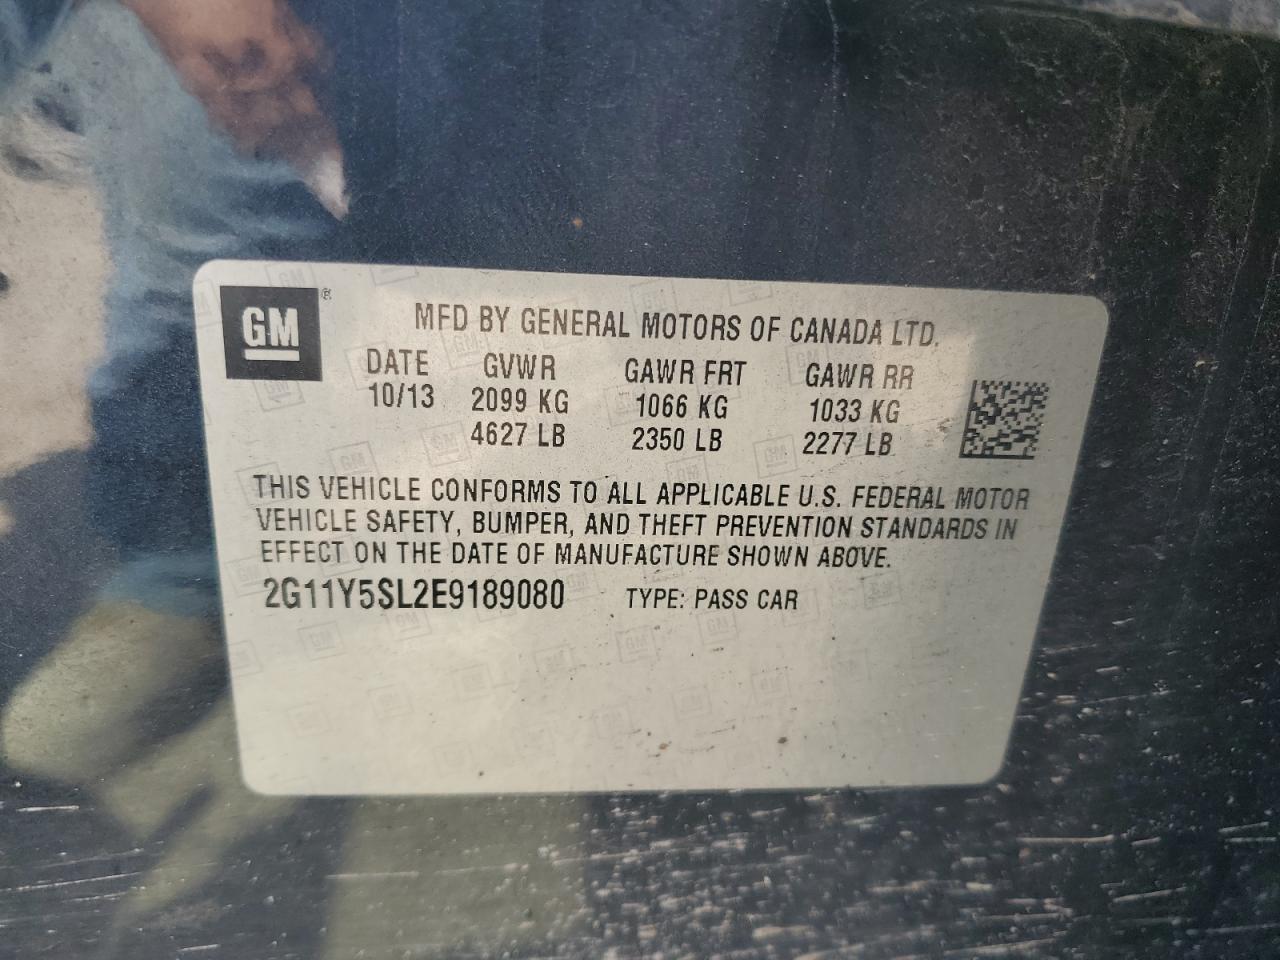 GM®
MFD BY GENERAL MOTORS OF CANADA LTD.
DATE GVWR GAWR FRT GAWR RR
10/13 2099 KG 1066 KG 1033 KG
4627 LB 2350 LB 2277 LB
THIS VEHICLE CONFORMS TO ALL APPLICABLE U.S. FEDERAL MOTOR
VEHICLE SAFETY, BUMPER, AND THEFT PREVENTION STANDARDS IN
EFFECT ON THE DATE OF MANUFACTURE SHOWN ABOVE.
2G11Y5SL2E9189080 TYPE: PASS CAR